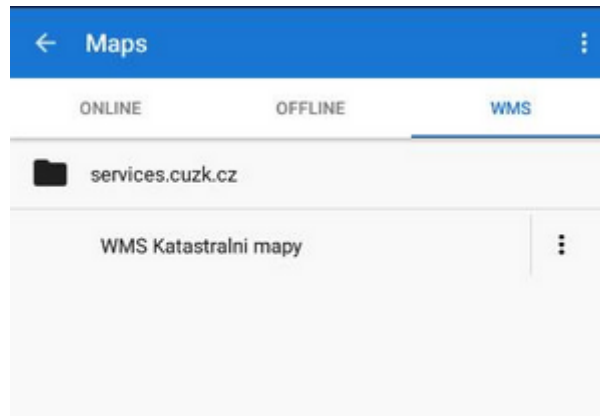 Maps
ONLINE OFFLINE WMS
services.cuzk.cz
WMS Katastralni mapy